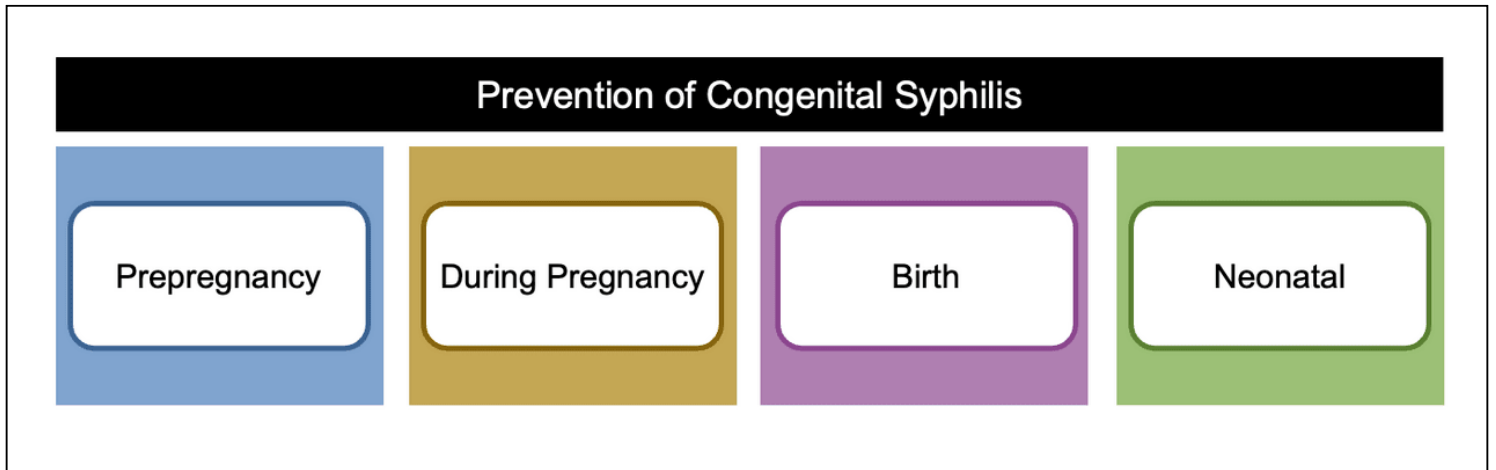 Prevention of Congenital Syphilis
Prepregnancy
During Pregnancy
Birth
Neonatal